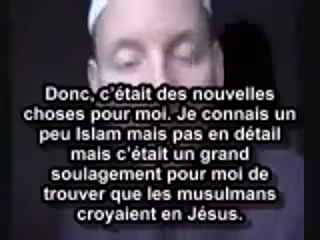 Donc, c'était des nouvelles
choses pour moi. Je connais un
peu Islam mais pas en détail
mais c'était un grand
soulagement pour moi de
trouver que les musulmans
croyaient en Jésus.